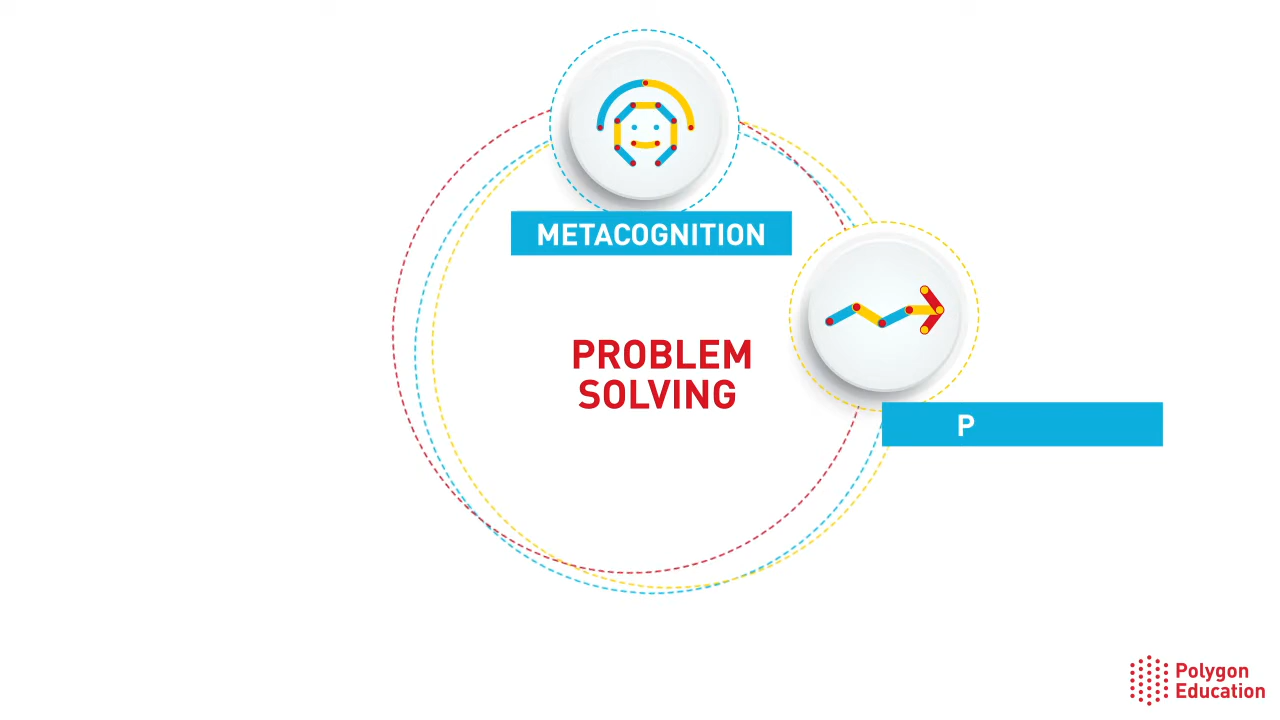 METACOGNITION
PROBLEM
SOLVING
P
Polygon
Education